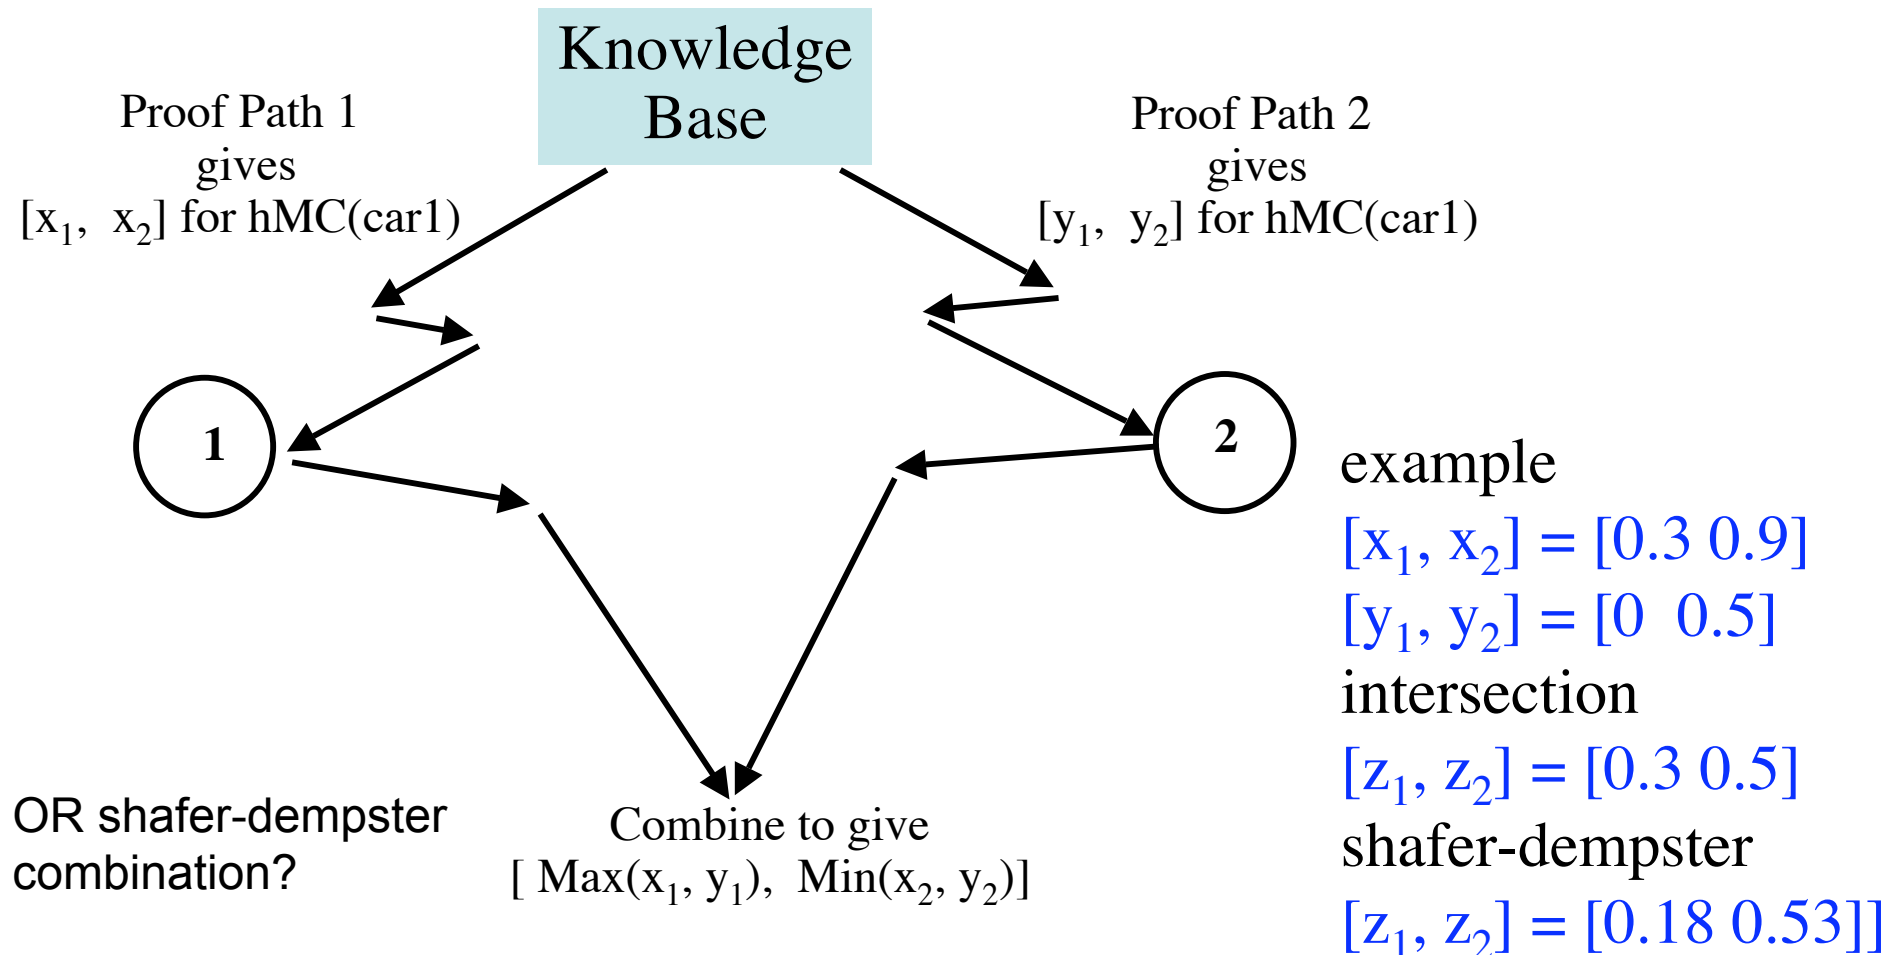 Knowledge
Base
Proof Path 1
gives
[x₁, x₂] for hMC(car1)
Proof Path 2
gives
[y₁, y₂] for hMC(car1)
1
2
example
[x₁, x₂] = [0.3 0.9]
[y₁, y₂] = [0 0.5]
intersection
[z₁, z₂] = [0.3 0.5]
shafer-dempster
[z₁, z₂] = [0.18 0.53]]
OR shafer-dempster
combination?
Combine to give
[ Max(x₁, y₁), Min(x₂, y₂)]